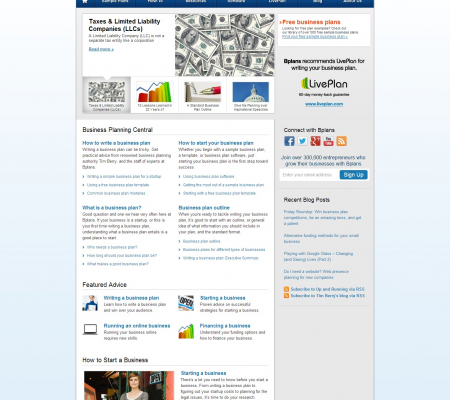 Sample Plans How To Resources Software LivePlan Blog
Taxes & Limited Liability
Companies (LLCs)
A Limited Liability Company (LLC) is not a
separate tax entity like a corporation
Read more »
Taxes & Limited Liability
Companies (LLCs)
10 Lessons Learned in
22 Years of
A Standard Business
Plan Outline
Give Me Planning over
Inspirational Speeches
Free business plans
Looking for free plan examples? Check out
our library of over 500 free sample business plans.
Find your free sample business plan »
Bplans recommends LivePlan for
writing your business plan.
LivePlan
60-day money-back guarantee
www.liveplan.com
Business Planning Central
How to write a business plan
Writing a business plan can be tricky. Get
practical advice from renowned business planning
authority Tim Berry, and the staff of experts at
Bplans.
Writing a sample business plan for a startup
Using a free business plan template
Common business plan mistakes
How to start your business plan
Whether you begin with a sample business plan,
a template, or business plan software, just
starting your business plan is the first step toward
success.
Using business plan software
Getting the most out of a sample business plan
Starting with a free business plan template
What is a business plan?
Good question and one we hear very often here at
Bplans. If your business is a startup, or this is
your first time writing a business plan,
understanding what a business plan entails is a
good place to start.
Who needs a business plan?
How long should your business plan be?
What makes a good business plan?
Business plan outline
When you're ready to tackle writing your business
plan, it's good to start with an outline, or general
idea of what information you should include in
your plan, and the standard format.
Business plan outline
Business plans for different types of businesses
Writing a business plan Executive Summary
Connect with Bplans
Join over 300,000 entrepreneurs who
grow their businesses with Bplans
Enter your email address...
Sign Up
Recent Blog Posts
Friday Roundup: Win business plan
competitions, for an amazing loan, and get
a patent
Alternative funding methods for your small
business
Playing with Google Glass – Changing
(and Saving) Lives (Part 2)
Do I need a website? Web presence
planning for new companies
Subscribe to Up and Running via RSS
Subscribe to Tim Berry's blog via RSS
Featured Advice
Writing a business plan
Learn how to write a business plan
and win over your audience.
Starting a business
Proven advice on successful
strategies for starting a business.
OPEN
Running an online business
Running your business online
requires new skills
Financing a business
Understand your funding options and
how to finance your business.
How to Start a Business
Starting a business
There's a lot you need to know before you start a
business. From writing a business plan, to
figuring out your startup costs to planning for the
legal issues, it's time to do your research.